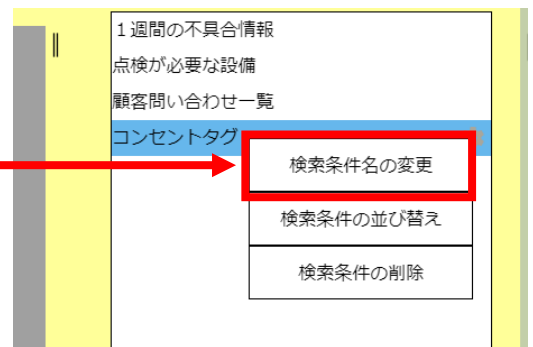 １週間の不具合情報
点検が必要な設備
顧客問い合わせ一覧
コンセントタグ
検索条件名の変更
検索条件の並び替え
検索条件の削除